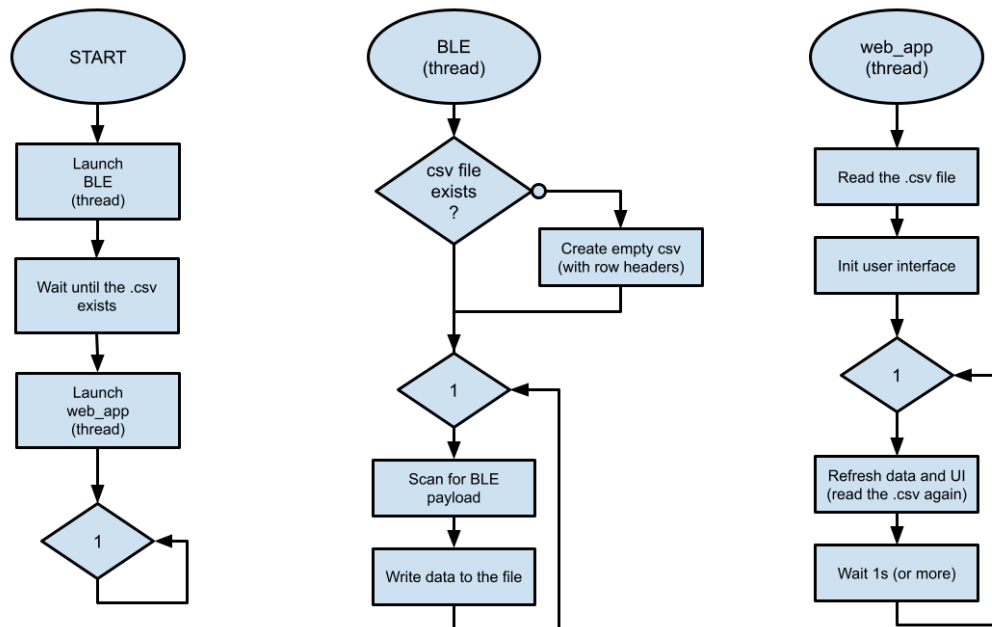 START
Launch
BLE
(thread)
Wait until the .csv
exists
Launch
web_app
(thread)
1
BLE
(thread)
csv file
exists
?
Create empty csv
(with row headers)
1
Scan for BLE
payload
Write data to the file
web_app
(thread)
Read the .csv file
Init user interface
1
Refresh data and UI
(read the .csv again)
Wait 1s (or more)